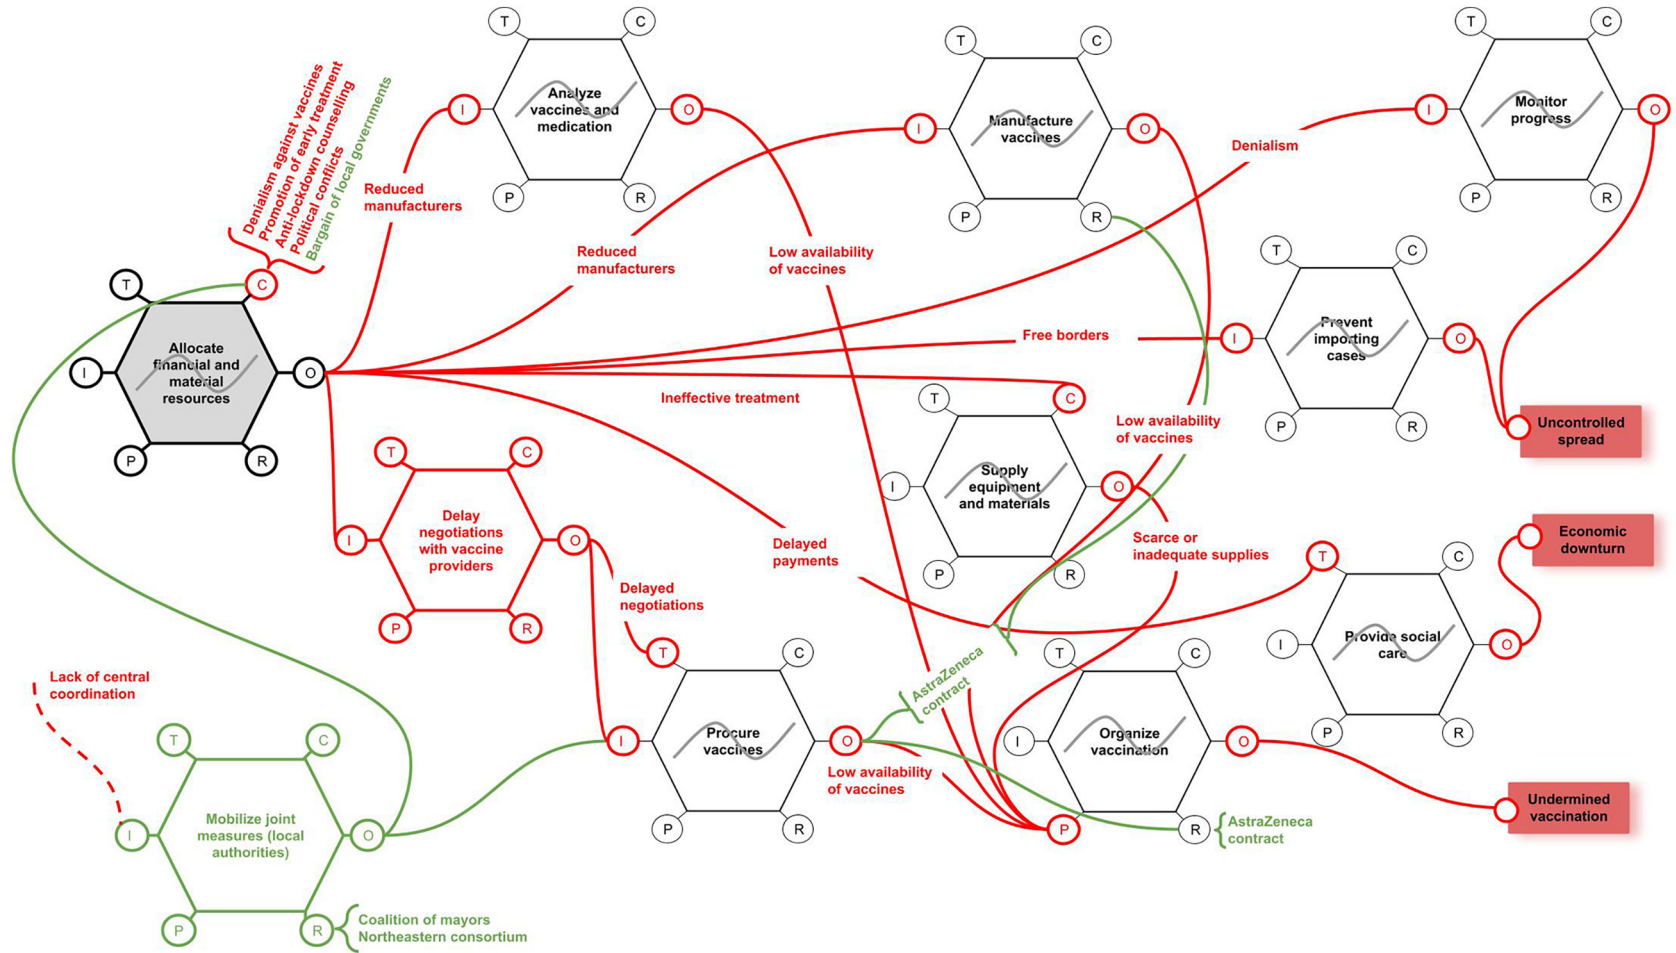 T
C
Analyze
vaccines and
medication
I
O
P
R
T
C
Manufacture
vaccines
I
O
P
R
T
C
Monitor
progress
I
O
P
R
Denialism against vaccines
Promotion of early treatment
Anti-lockdown counselling
Political conflicts
Bargain of local governments
Reduced
manufacturers
Reduced
manufacturers
Low availability
of vaccines
Denialism
T
C
Prevent
importing
cases
I
O
P
R
Free borders
T
C
Allocate
financial and
material
resources
I
O
P
R
Ineffective treatment
T
C
Supply
equipment
and materials
I
O
P
R
Low availability
of vaccines
Uncontrolled
spread
T
C
Delay
negotiations
with vaccine
providers
I
O
P
R
Delayed
payments
Scarce or
inadequate supplies
Economic
downturn
Delayed
negotiations
T
C
Provide social
care
I
O
P
R
T
C
Procure
vaccines
I
O
P
R
AstraZeneca
contract
T
C
Organize
vaccination
I
O
P
R
Low availability
of vaccines
AstraZeneca
contract
Undermined
vaccination
Lack of central
coordination
T
C
Mobilize joint
measures (local
authorities)
I
O
P
R
Coalition of mayors
Northeastern consortium